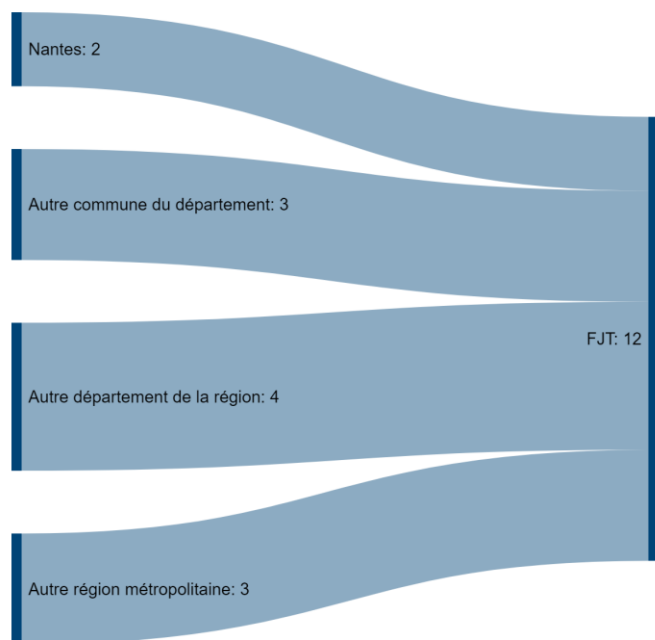 Nantes: 2
Autre commune du département: 3
FJT: 12
Autre département de la région: 4
Autre région métropolitaine: 3